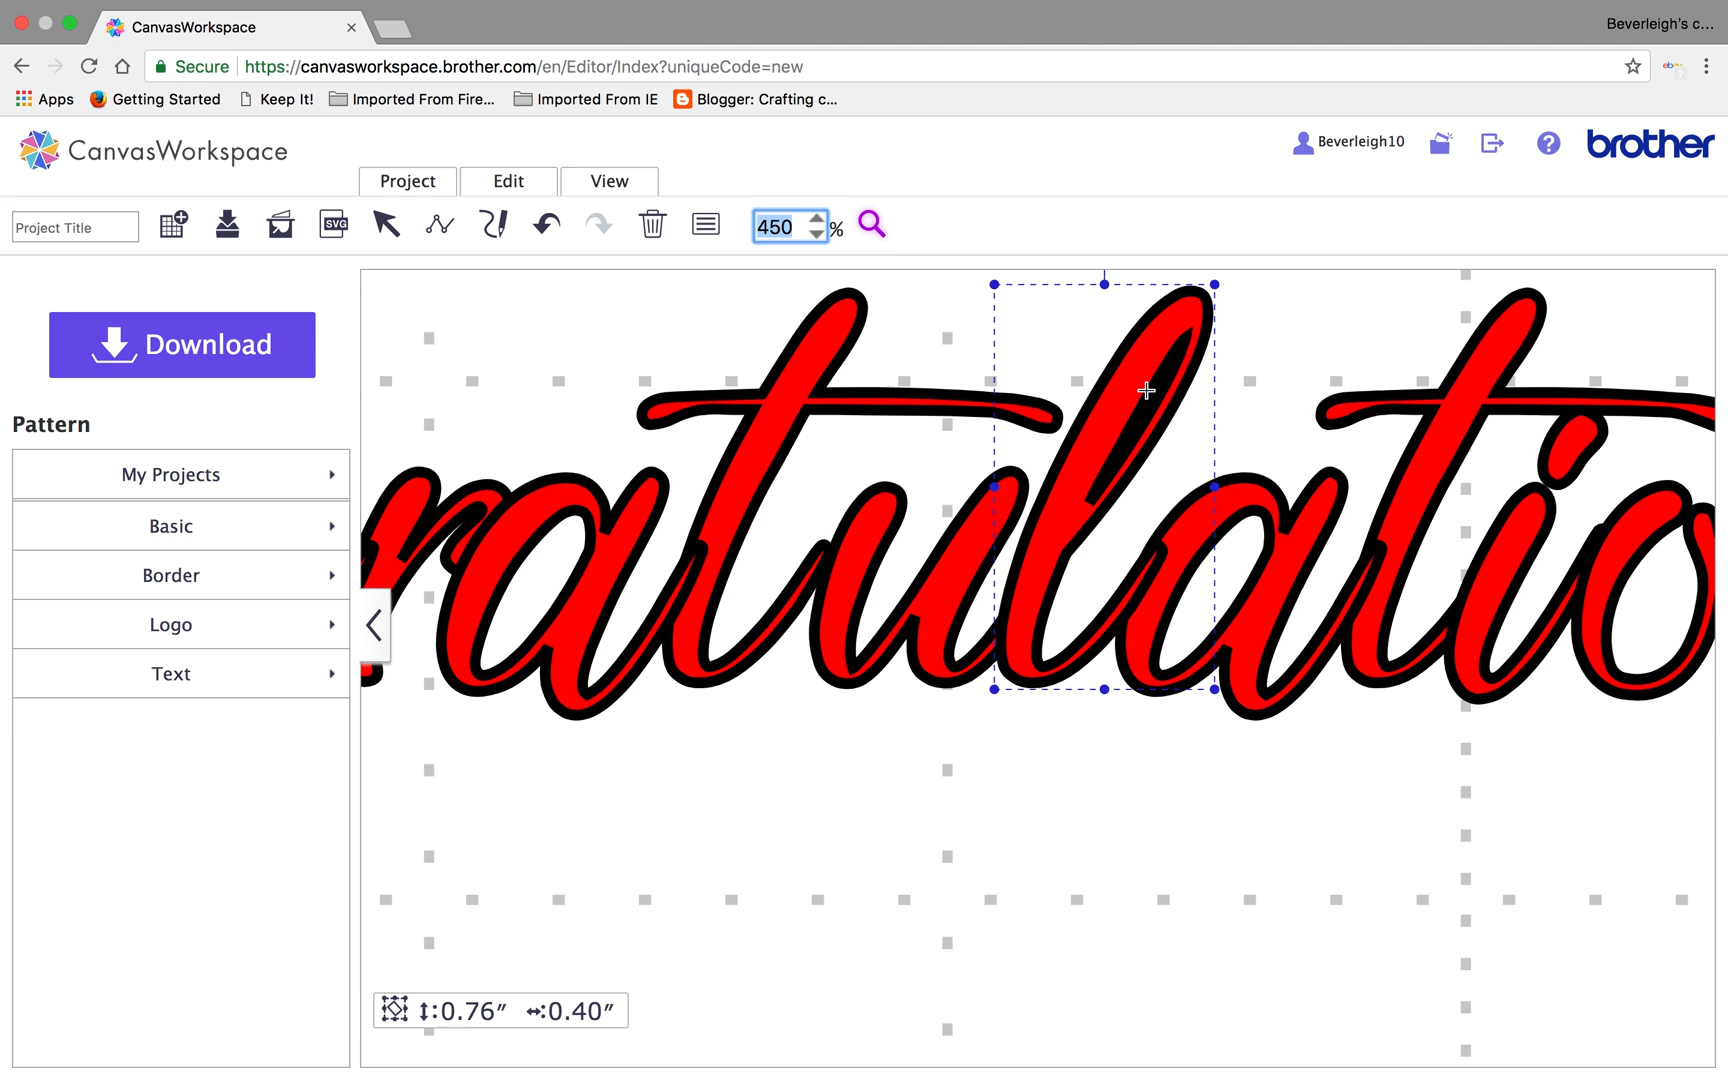 CanvasWorkspace
Beverleigh's c...
Secure https://canvasworkspace.brother.com/en/Editor/Index?uniqueCode=new
Apps Getting Started Keep It! Imported From Fire... Imported From IE Blogger: Crafting c...
CanvasWorkspace
Beverleigh10
brother
Project Edit View
Project Title
SVG
450 %
Download
Pattern
My Projects
Basic
Border
Logo
Text
ratulatio
0.76" 0.40"